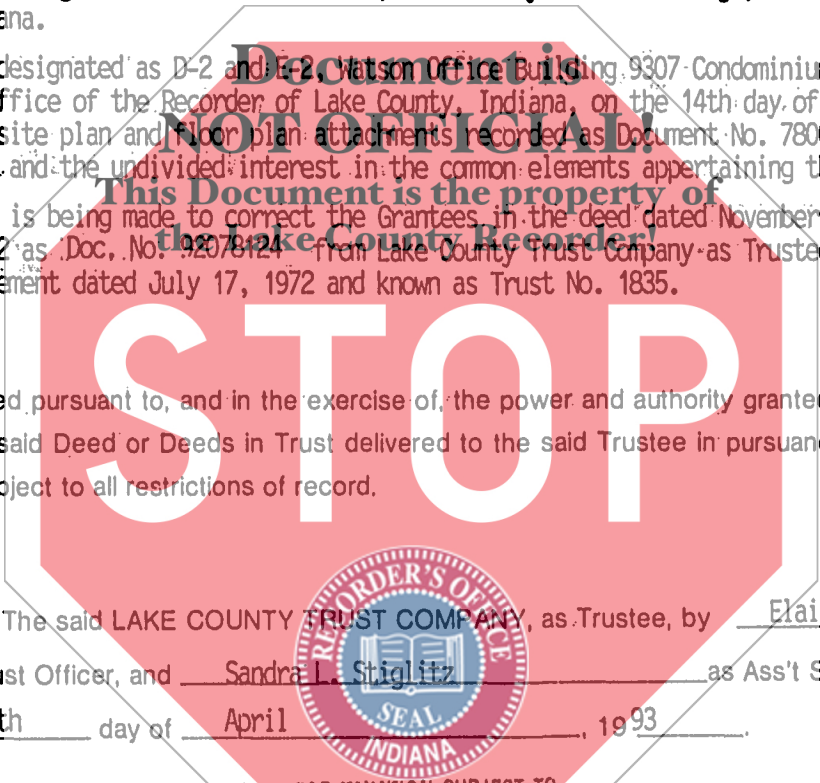 ana.
designated as D-2 and E-2, Watson Office Building 9307 Condominiu
ffice of the Recorder of Lake County, Indiana, on the 14th day of
site plan and floor plan attachments recorded as Document No. 780
and the undivided interest in the common elements appertaining t
is being made to correct the Grantees in the deed dated November
2 as Doc. No. 92078124 from Lake County Trust Company as Truste
ement dated July 17, 1972 and known as Trust No. 1835.
Document is
NOT OFFICIAL!
This Document is the property of
the Lake County Recorder!
STOP
ed pursuant to, and in the exercise of, the power and authority grante
said Deed or Deeds in Trust delivered to the said Trustee in pursuan
bject to all restrictions of record.
The said LAKE COUNTY TRUST COMPANY, as Trustee, by Elai
st Officer, and Sandra L. Stiglitz as Ass't S
th day of April, 1993.
RECORDER'S OFFICE
SEAL
INDIANA